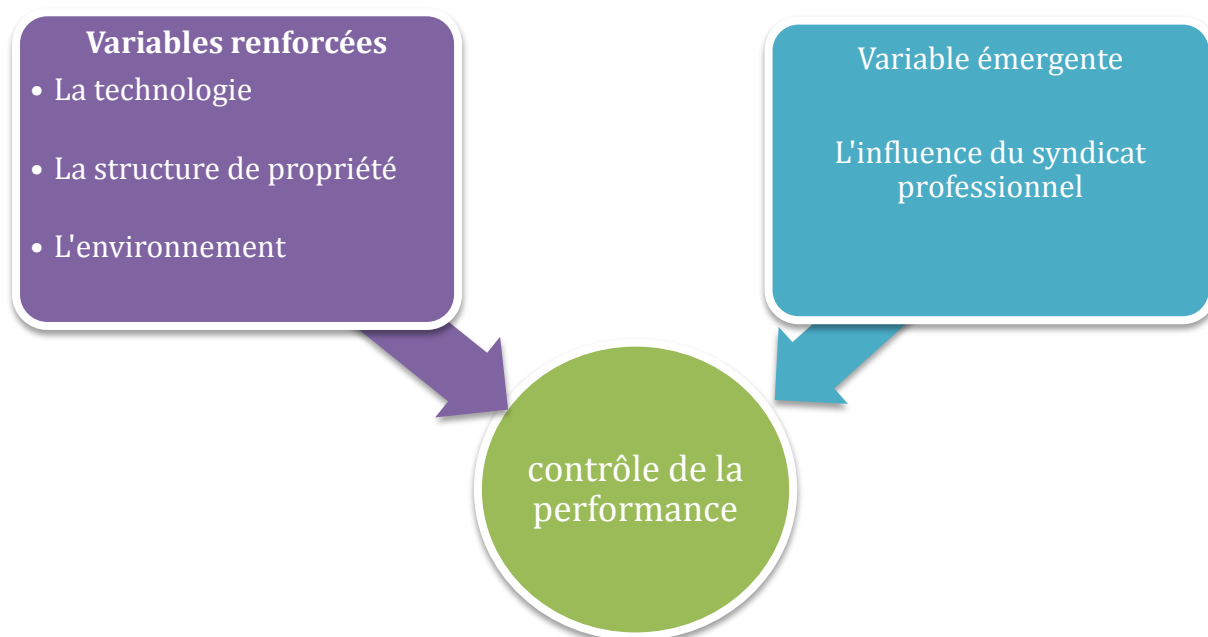 Variables renforcées
• La technologie
• La structure de propriété
• L'environnement
Variable émergente
L'influence du syndicat
professionnel
contrôle de la
performance